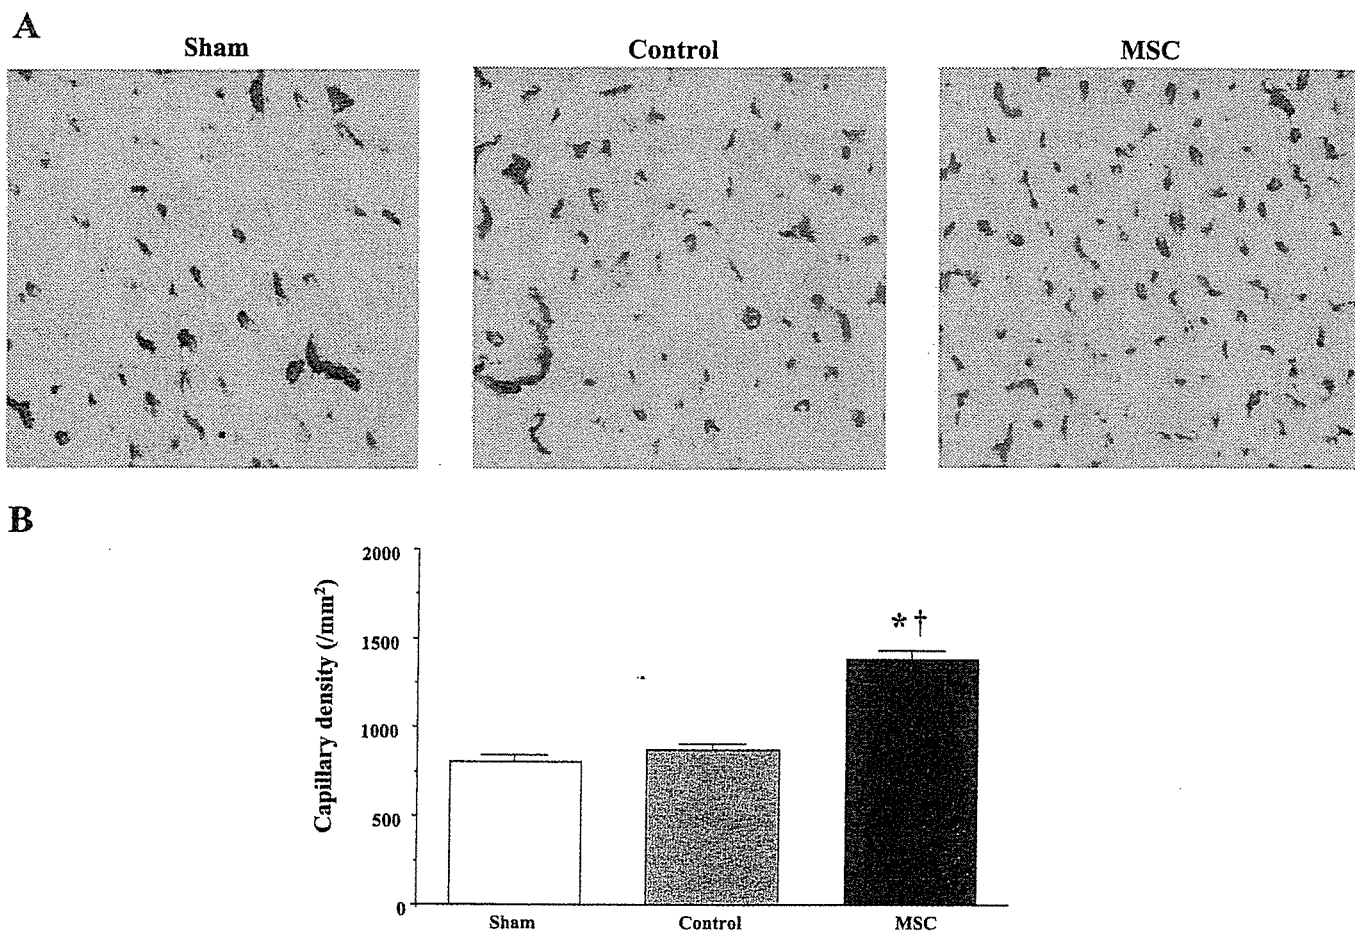 A
Sham Control MSC
B
Capillary density (/mm²)
2000
1500
1000
500
0
*†
Sham Control MSC